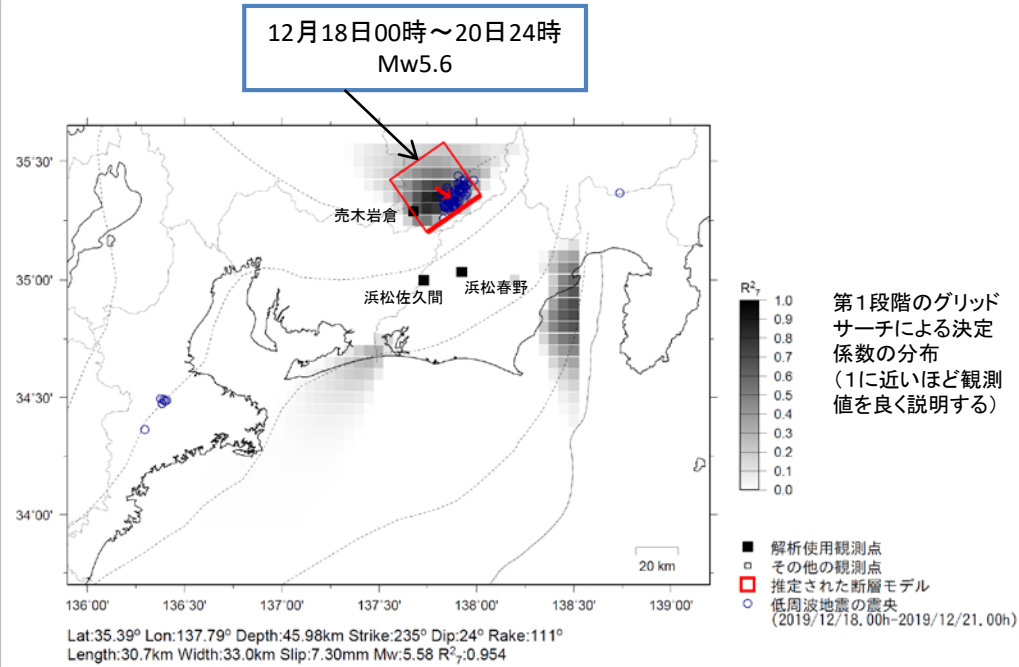 12月18日00時～20日24時
Mw5.6
35˚30'
35˚00'
34˚30'
34˚00'
136˚00'
136˚30'
137˚00'
137˚30'
138˚00'
138˚30'
139˚00'
売木岩倉
浜松佐久間
浜松春野
20 km
R²₇
1.0
0.9
0.8
0.7
0.6
0.5
0.4
0.3
0.2
0.1
0.0
第１段階のグリッド
サーチによる決定
係数の分布
（１に近いほど観測
値を良く説明する）
解析使用観測点
その他の観測点
推定された断層モデル
低周波地震の震央
(2019/12/18.00h-2019/12/21.00h)
Lat:35.39° Lon:137.79° Depth:45.98km Strike:235° Dip:24° Rake:111°
Length:30.7km Width:33.0km Slip:7.30mm Mw:5.58 R²₇:0.954